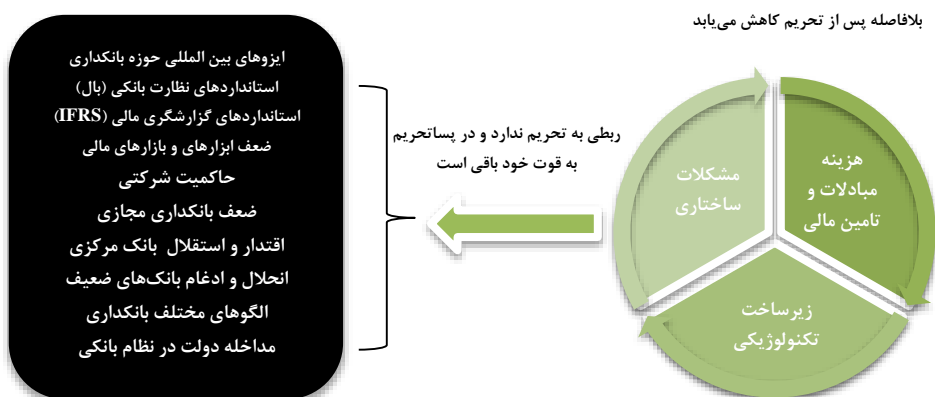 بلافاصله پس از تحریم کاهش می‌یابد
هزینه
مبادلات و
تامین مالی
زیرساخت
تکنولوژیکی
مشکلات
ساختاری
ربطی به تحریم ندارد و در پساتحریم
به قوت خود باقی است
ایزوهای بین المللی حوزه بانکداری
استانداردهای نظارت بانکی (بال)
استانداردهای گزارشگری مالی (IFRS)
ضعف ابزارهای و بازارهای مالی
حاکمیت شرکتی
ضعف بانکداری مجازی
اقتدار و استقلال بانک مرکزی
انحلال و ادغام بانک‌های ضعیف
الگوهای مختلف بانکداری
مداخله دولت در نظام بانکی